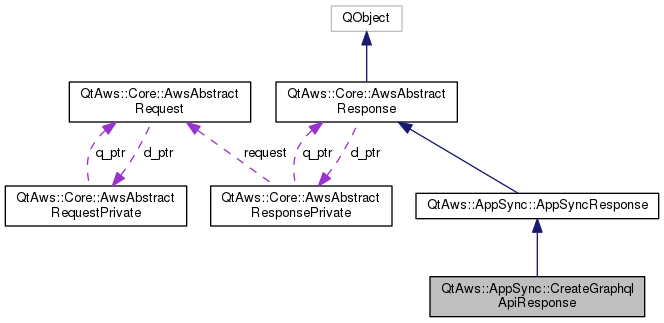 QObject
QtAws::Core::AwsAbstract
Request
QtAws::Core::AwsAbstract
Response
q_ptr
d_ptr
request
q_ptr
d_ptr
QtAws::Core::AwsAbstract
RequestPrivate
QtAws::Core::AwsAbstract
ResponsePrivate
QtAws::AppSync::AppSyncResponse
QtAws::AppSync::CreateGraphql
ApiResponse